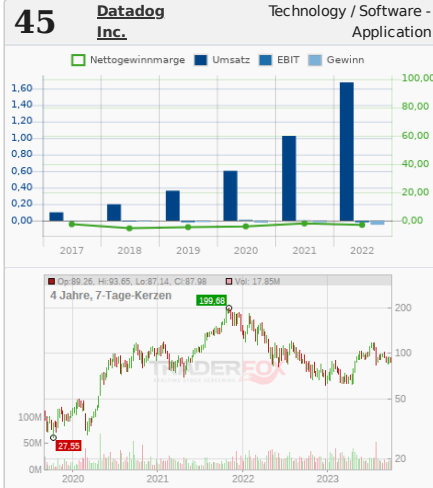 45
Datadog Inc.
Technology / Software - Application
Nettogewinnmarge Umsatz EBIT Gewinn
1,60
1,40
1,20
1,00
0,80
0,60
0,40
0,20
0,00
100,00
80,00
60,00
40,00
20,00
0,00
2017 2018 2019 2020 2021 2022
Op:89.26, Hi:93.65, Lo:87.14, Cl:87.98 Vol: 17.85M
4 Jahre, 7-Tage-Kerzen
199,68
TRADERFOX
200
100
50
20
100M
50M
0M
27,55
2020 2021 2022 2023